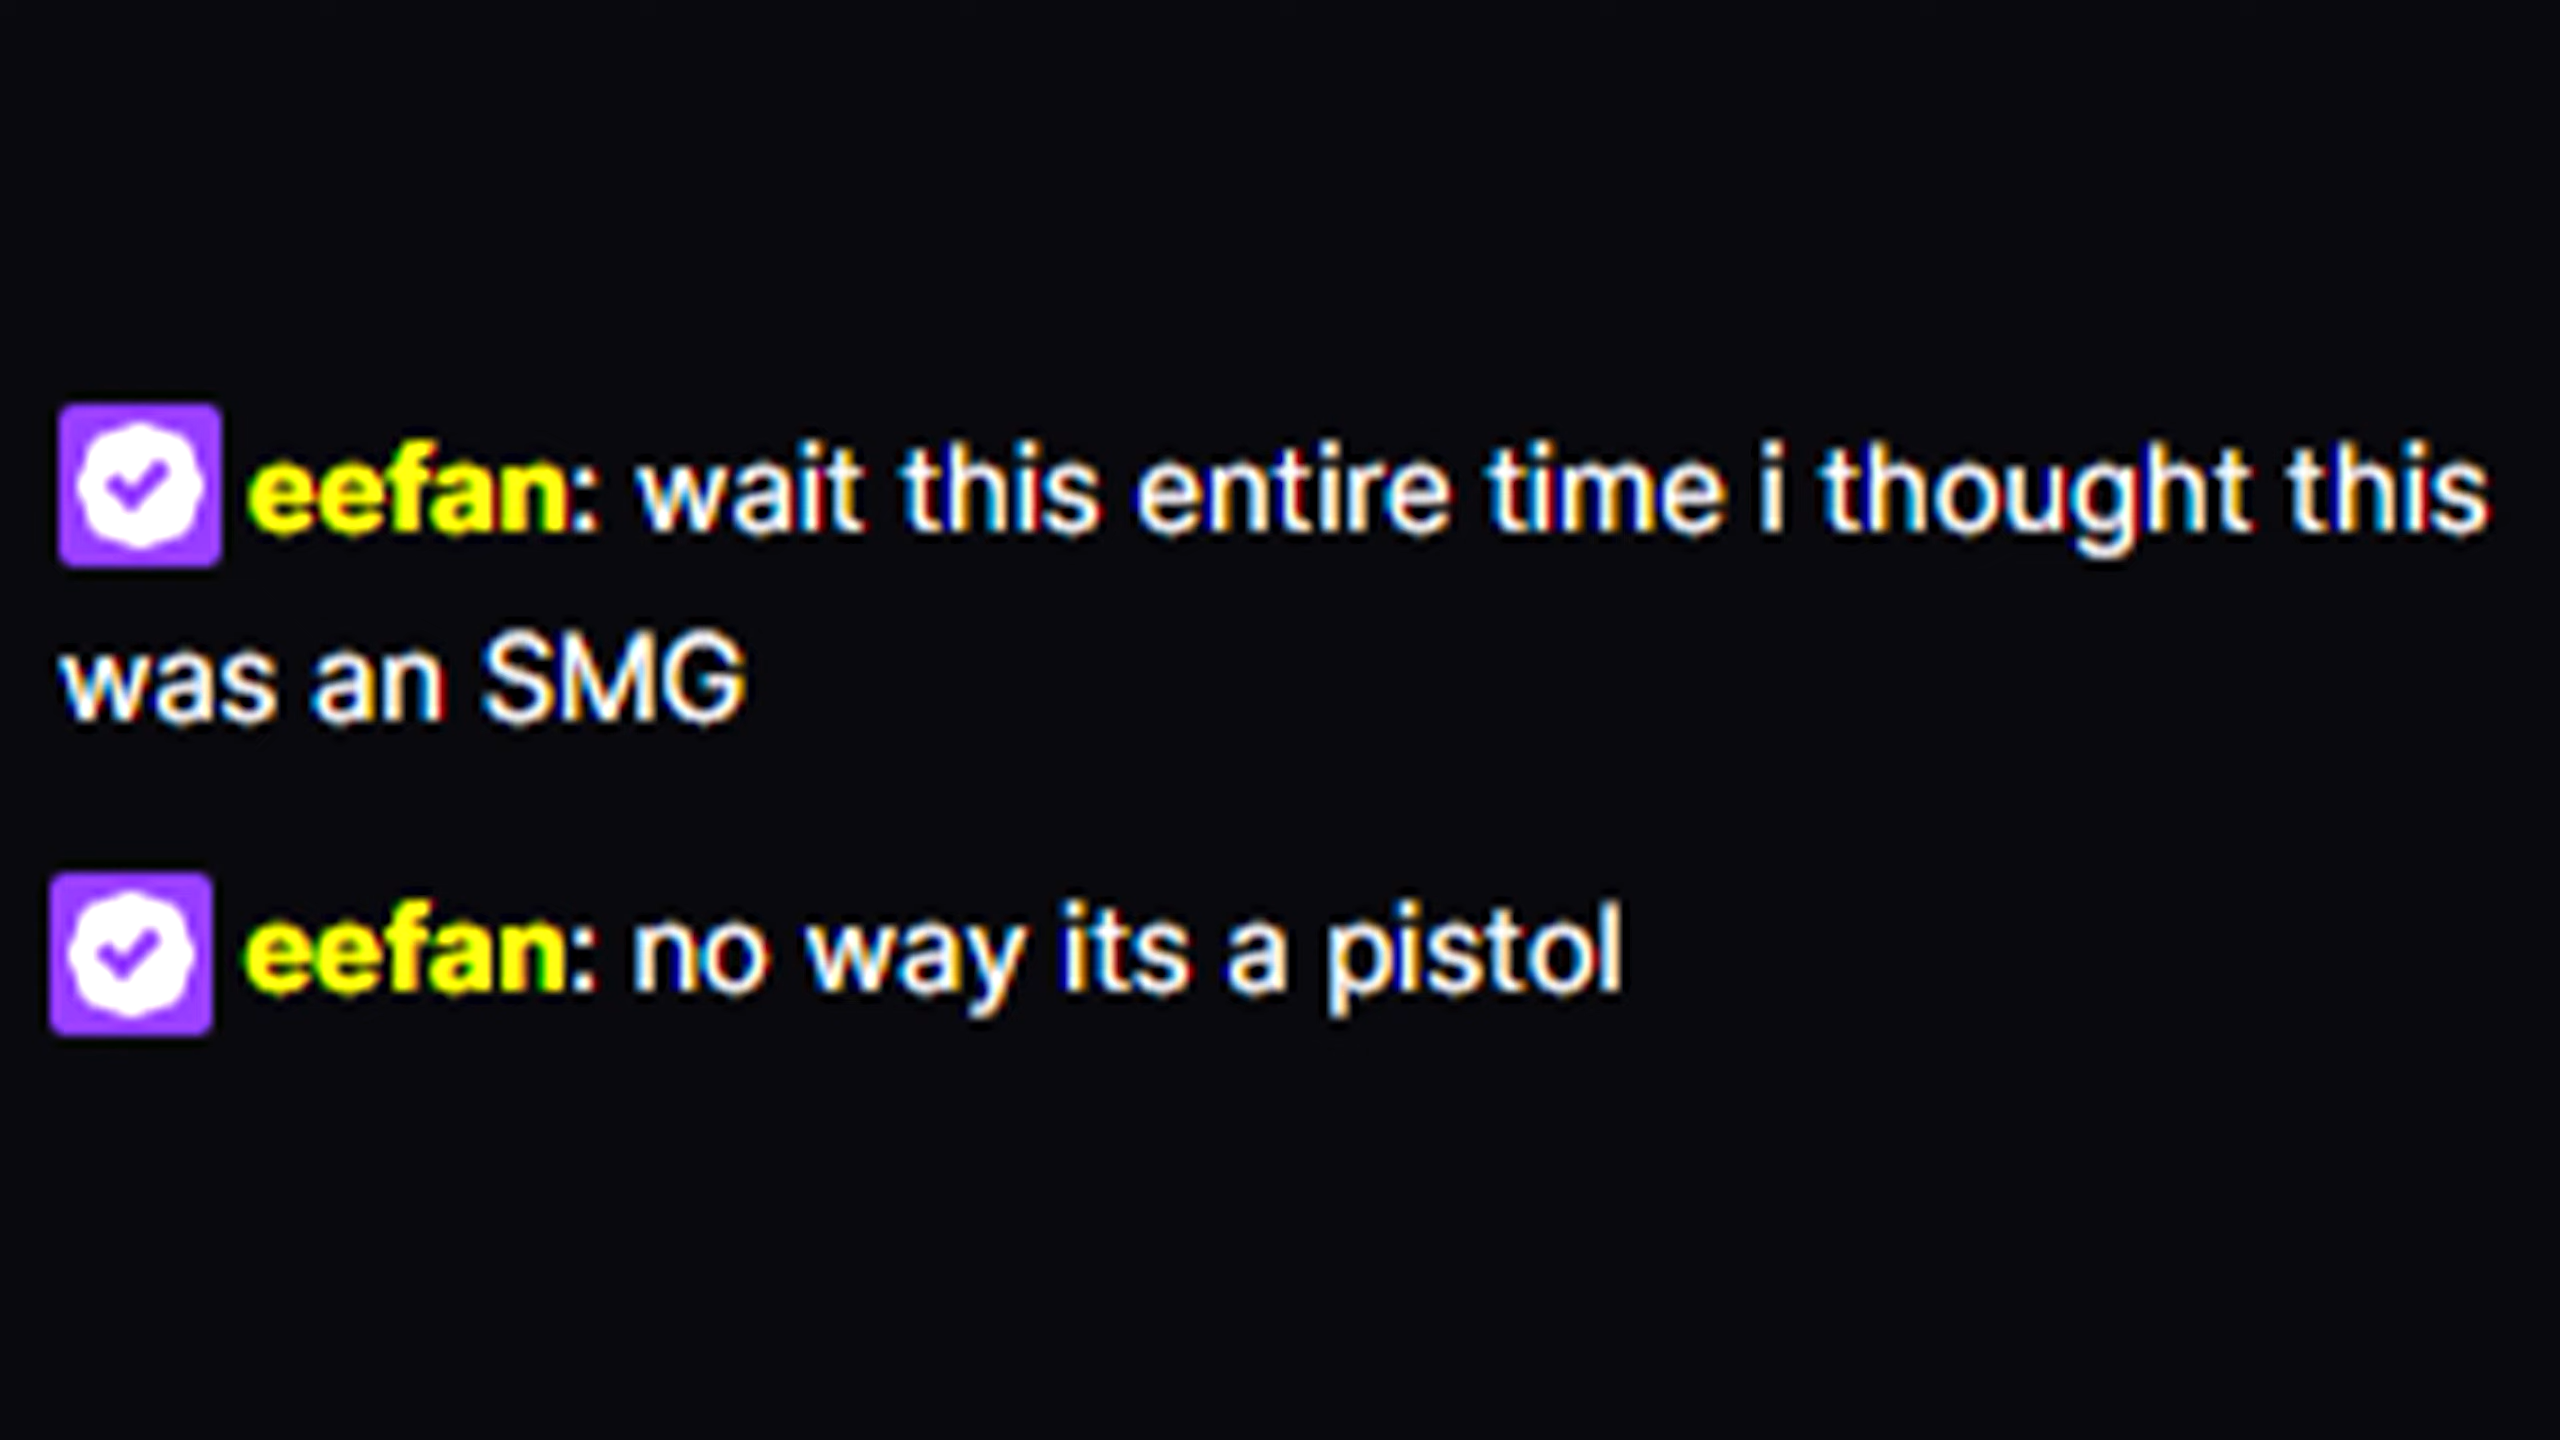 eefan: wait this entire time i thought this
was an SMG
eefan: no way its a pistol